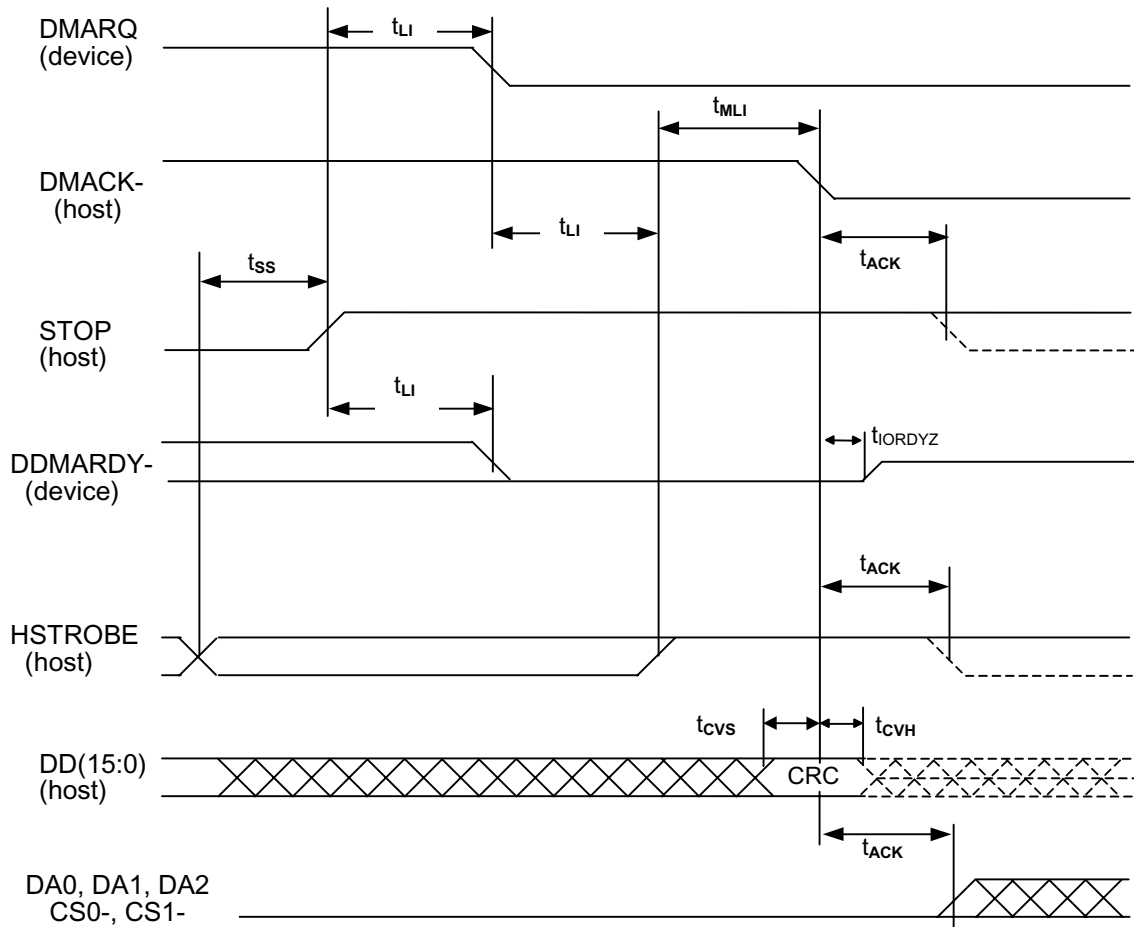 DMARQ
(device)
tLI
tMLI
DMACK-
(host)
tLI
tACK
tSS
STOP
(host)
tLI
tIORDYZ
DDMARDY-
(device)
tACK
HSTROBE
(host)
tCVS
tCVH
DD(15:0)
(host)
CRC
tACK
DA0, DA1, DA2
CS0-, CS1-